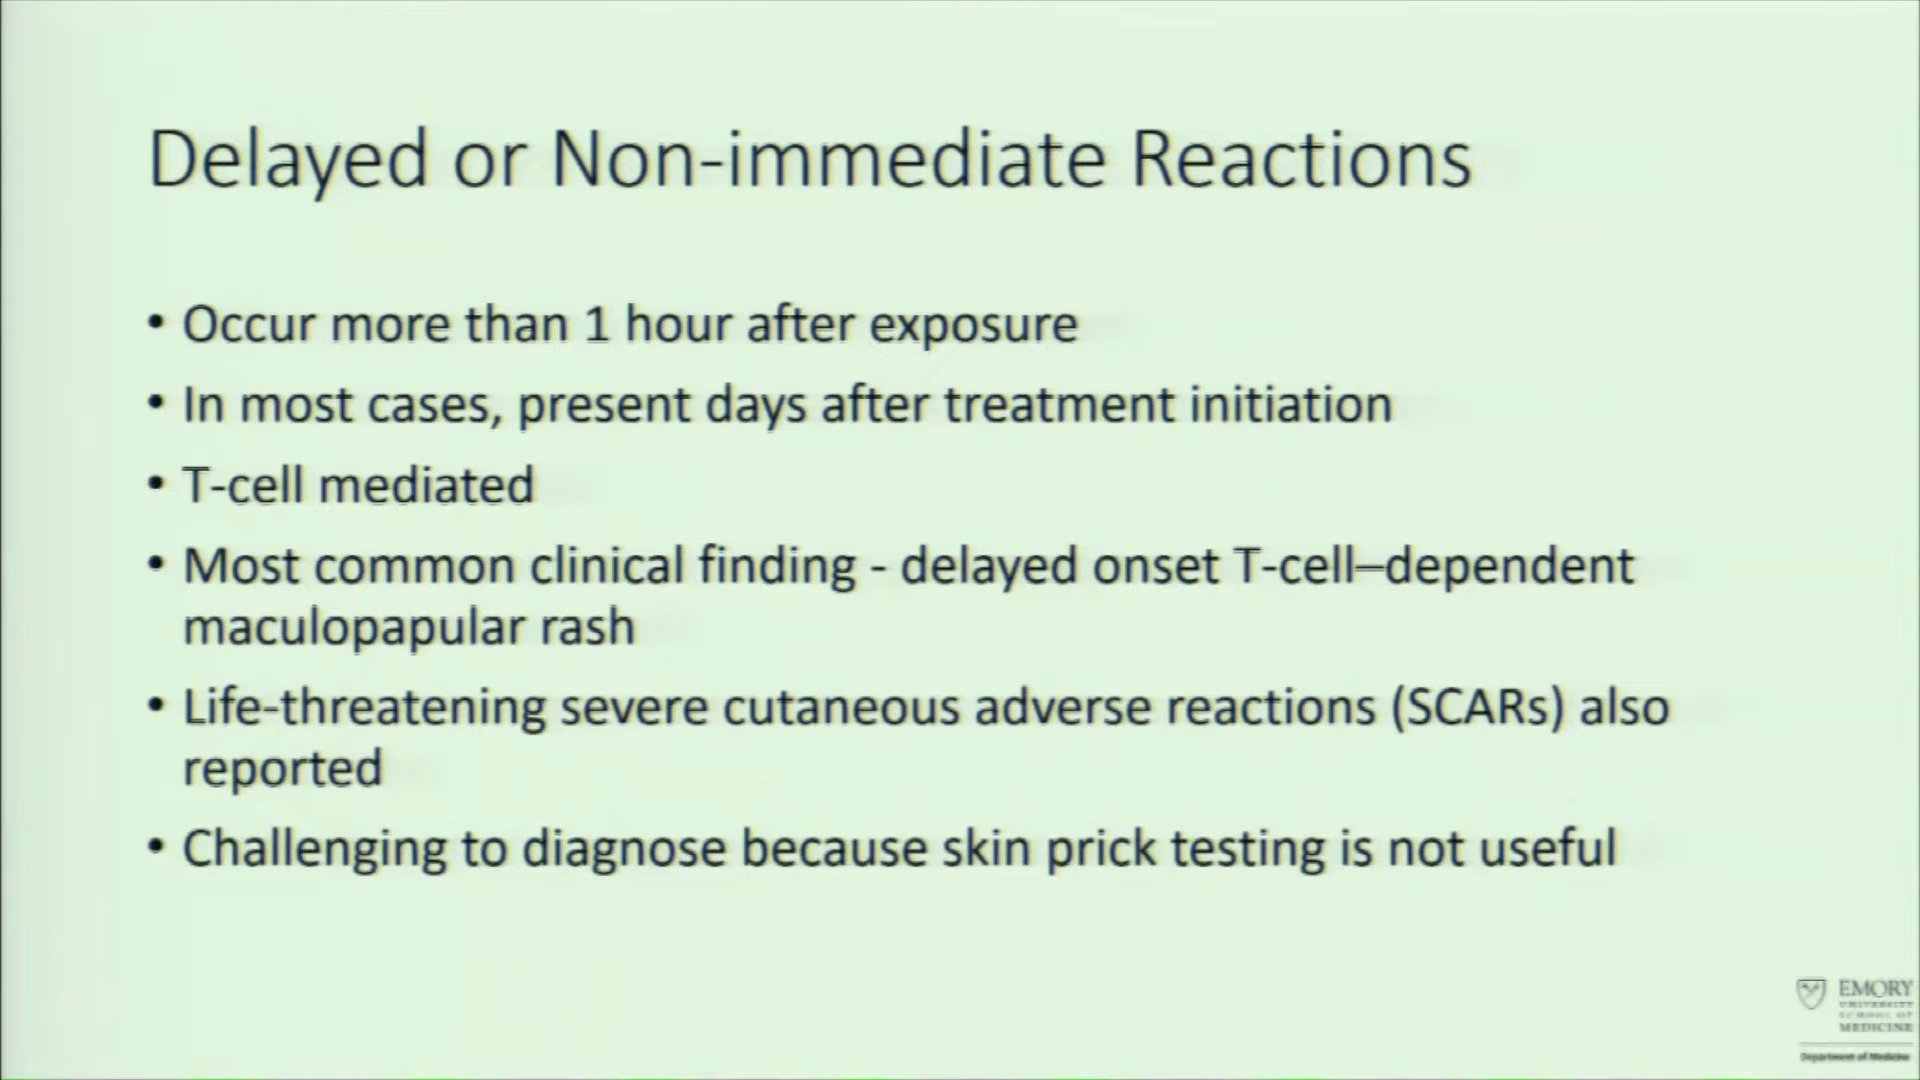 Delayed or Non-immediate Reactions
• Occur more than 1 hour after exposure
• In most cases, present days after treatment initiation
• T-cell mediated
• Most common clinical finding - delayed onset T-cell–dependent
maculopapular rash
• Life-threatening severe cutaneous adverse reactions (SCARs) also
reported
• Challenging to diagnose because skin prick testing is not useful
EMORY
UNIVERSITY
SCHOOL OF
MEDICINE
Department of Medicine